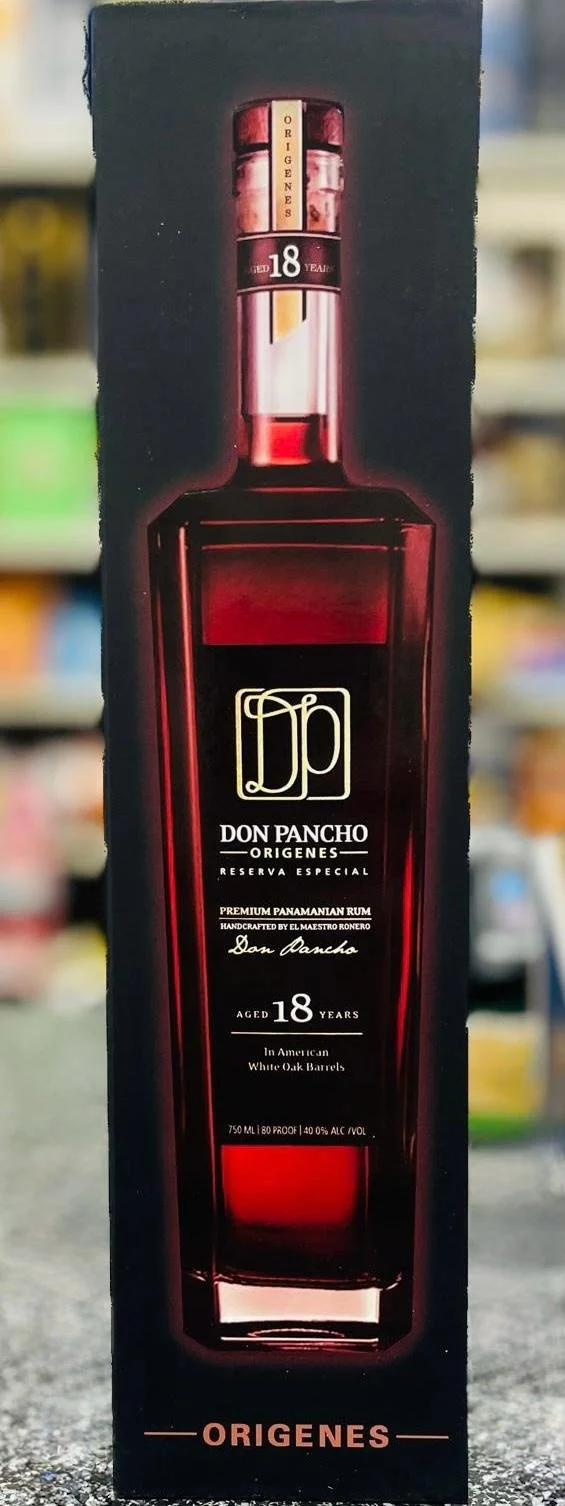 ORIGENES
AGED 18 YEARS
DP
DON PANCHO
ORIGENES
RESERVA ESPECIAL
PREMIUM PANAMANIAN RUM
HANDCRAFTED BY EL MAESTRO RONERO
Don Pancho
AGED 18 YEARS
In American
White Oak Barrels
750 ML | 80 PROOF | 40.0% ALC /VOL
ORIGENES